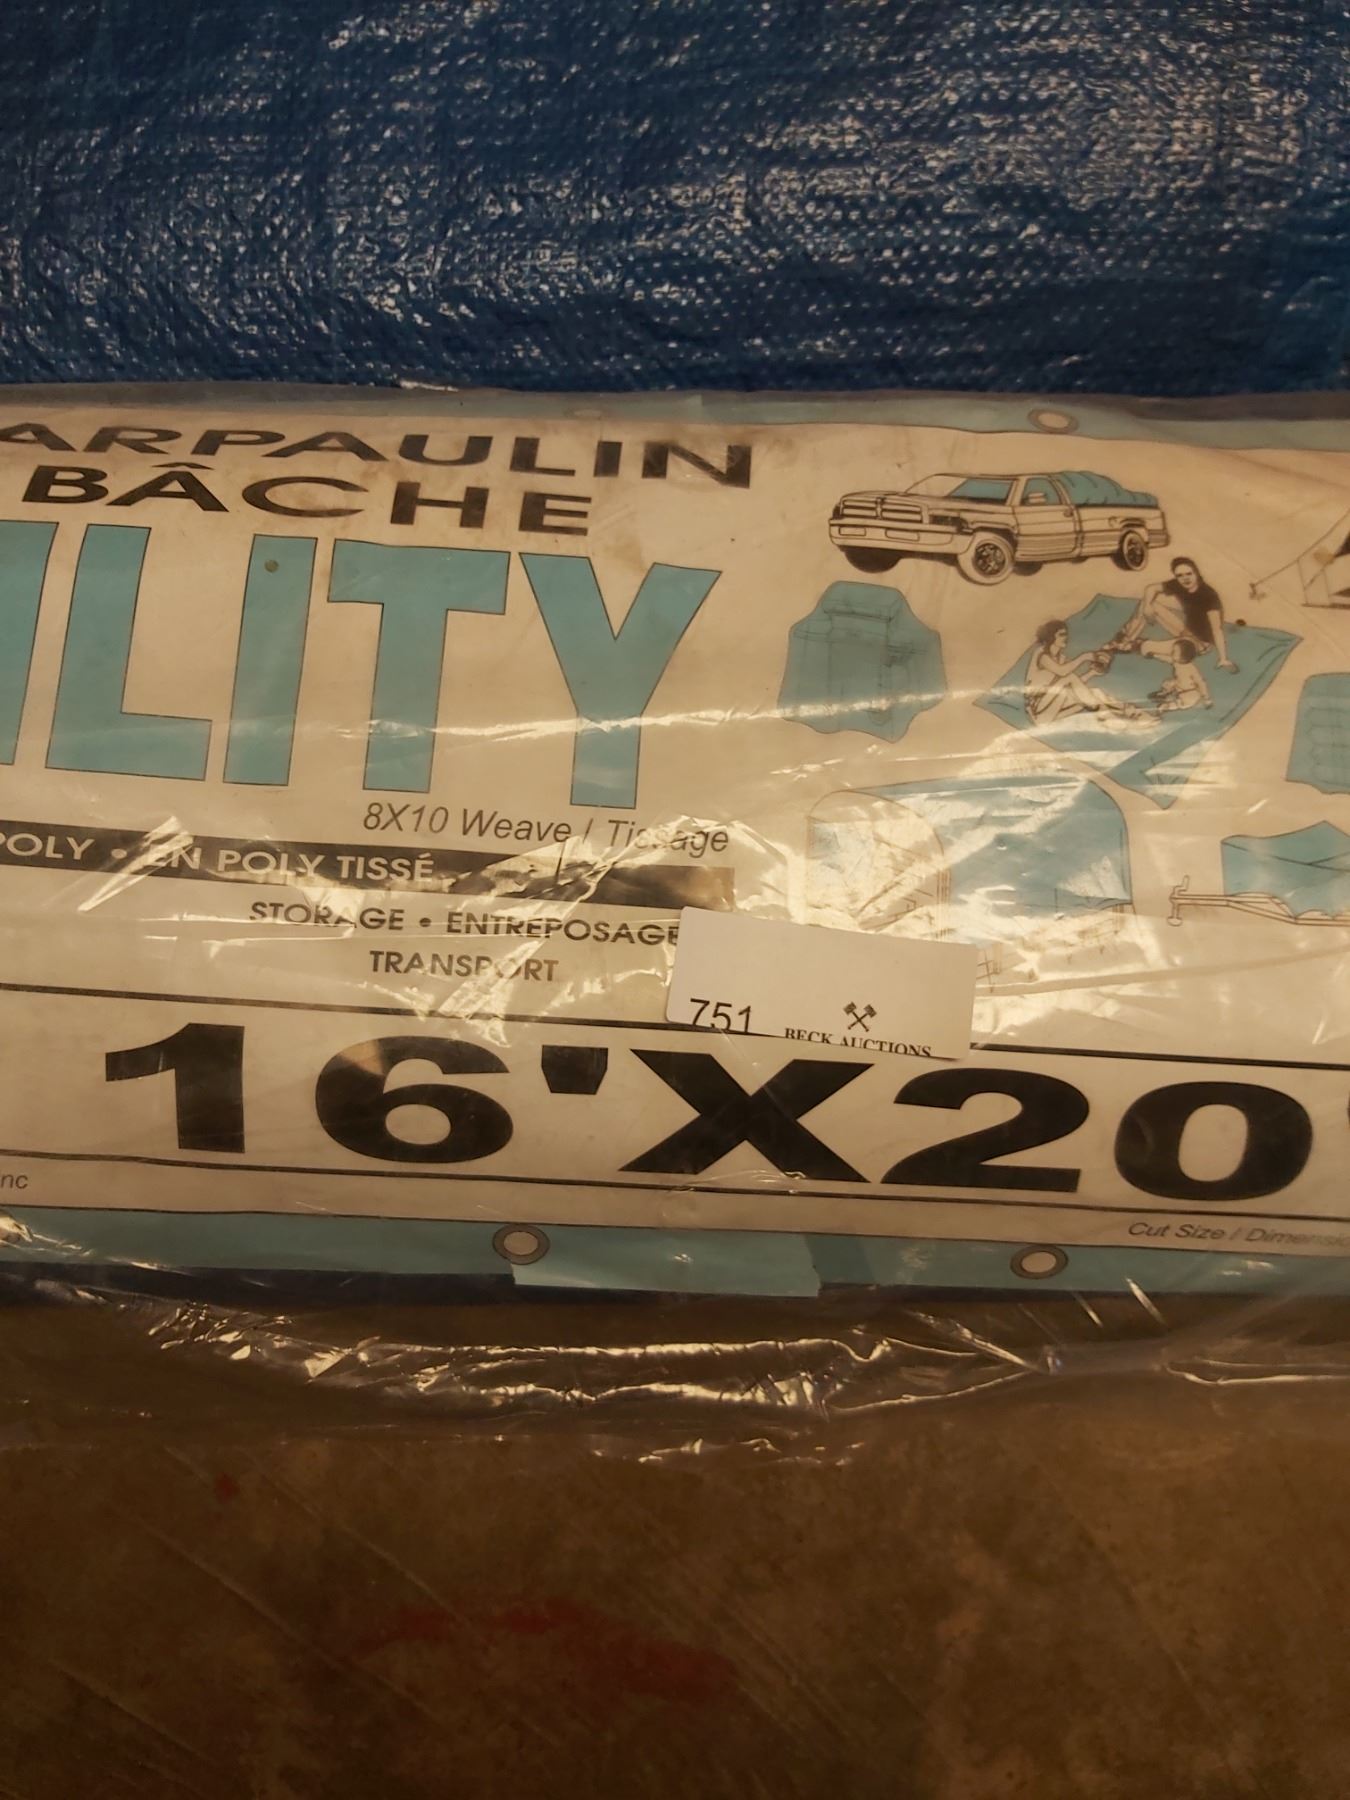 ARPAULIN
BÂCHE
ILITY
8X10 Weave / Tissage
POLY • EN POLY TISSÉ
STORAGE • ENTREPOSAGE
TRANSPORT
751 BECK AUCTIONS
16'X20'
nc
Cut Size / Dimensio